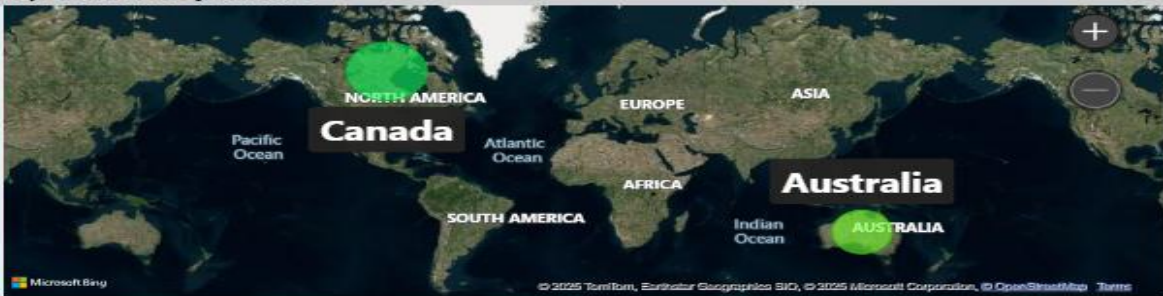 NORTH AMERICA
Canada
Pacific
Ocean
Atlantic
Ocean
EUROPE
ASIA
AFRICA
SOUTH AMERICA
Australia
Indian
Ocean
AUSTRALIA
Microsoft Bing
© 2025 TomTom, Earthstar Geographics SIO, © 2025 Microsoft Corporation, © OpenStreetMap Terms